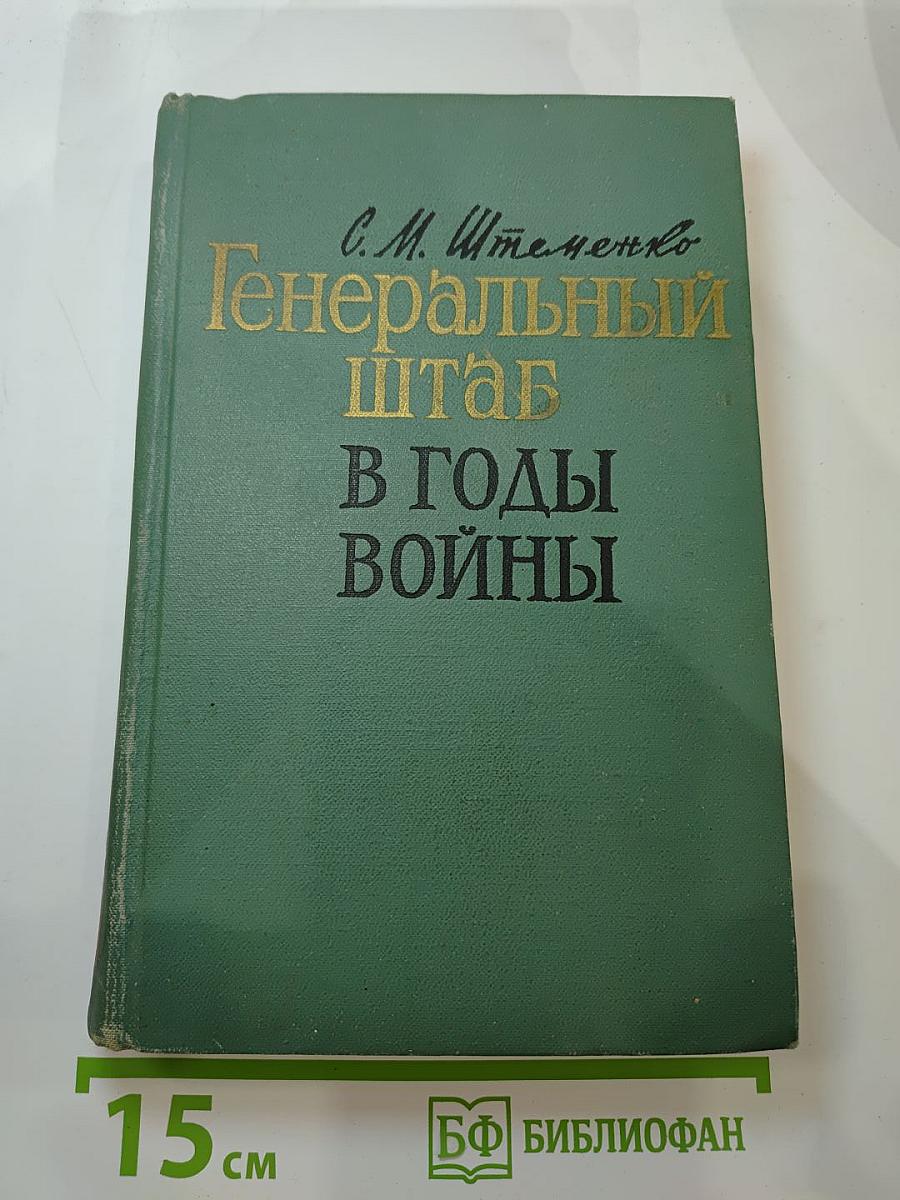 С. М. Штеменко
Генеральный
штаб
в годы
войны
15 см
БФ БИБЛИОФАН